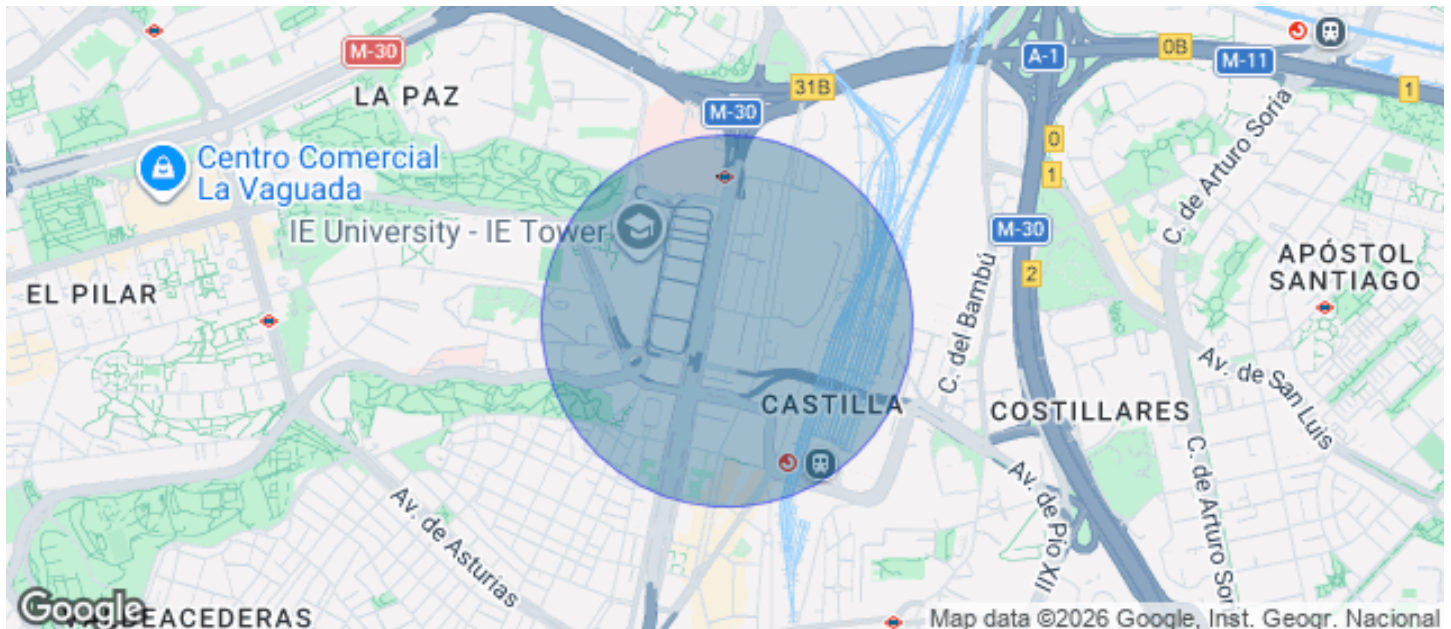 M-30
LA PAZ
Centro Comercial
La Vaguada
31B
M-30
A-1
0B
M-11
1
0
1
C. de Arturo Soria
IE University - IE Tower
M-30
C. del Bambú
2
APÓSTOL
SANTIAGO
EL PILAR
Av. de San Luis
CASTILLA
COSTILLARES
Av. de Asturias
Av. de Pío XII
C. de Arturo Sor
Google
VALDEACEDERAS
Map data ©2026 Google, Inst. Geogr. Nacional